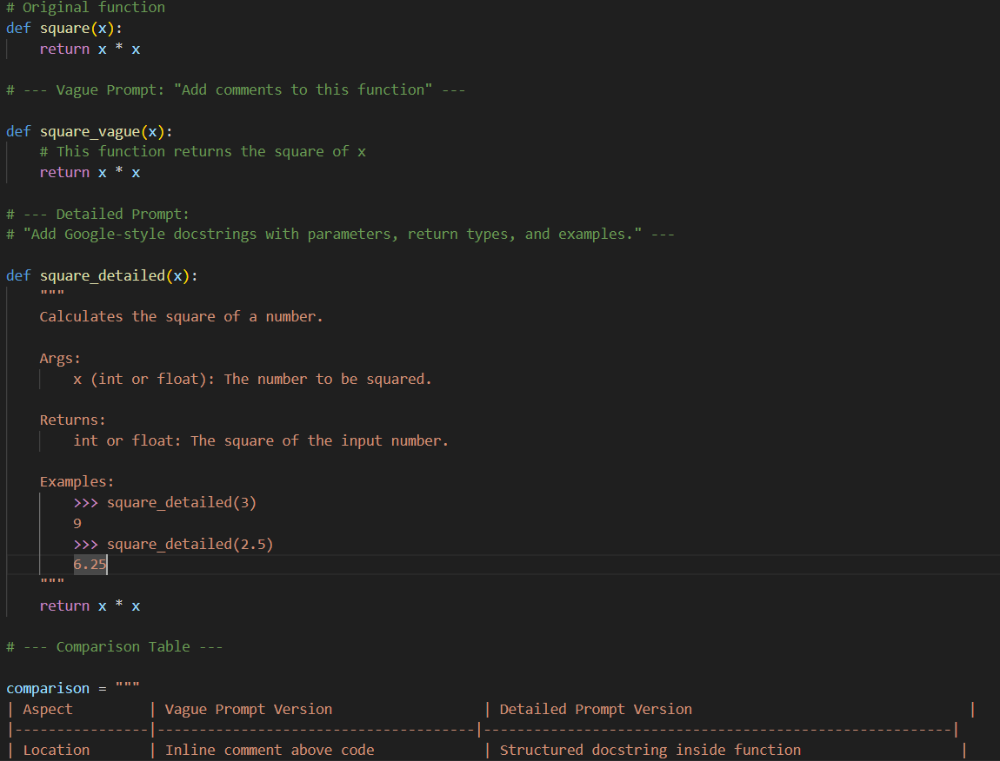 # Original function
def square(x):
    return x * x

# --- Vague Prompt: "Add comments to this function" ---

def square_vague(x):
    # This function returns the square of x
    return x * x

# --- Detailed Prompt:
# "Add Google-style docstrings with parameters, return types, and examples." ---

def square_detailed(x):
    """
    Calculates the square of a number.

    Args:
        x (int or float): The number to be squared.

    Returns:
        int or float: The square of the input number.

    Examples:
        >>> square_detailed(3)
        9
        >>> square_detailed(2.5)
        6.25
    """
    return x * x

# --- Comparison Table ---

comparison = """
| Aspect         | Vague Prompt Version                  | Detailed Prompt Version                                 |
|----------------|--------------------------------------|--------------------------------------------------------|
| Location       | Inline comment above code             | Structured docstring inside function                   |